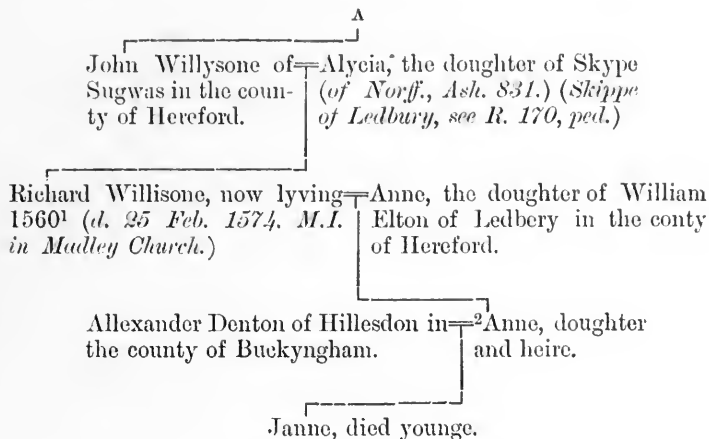 A
John Willysone of
Sugwas in the coun-
ty of Hereford.
Alycia, the doughter of Skype
(of Norff., Ash. 831.) (Skippe
of Ledbury, see R. 170, ped.)
Richard Willisone, now lyving
1560¹ (d. 25 Feb. 1574. M.I.
in Madley Church.)
Anne, the doughter of William
Elton of Ledbery in the conty
of Hereford.
Allexander Denton of Hillesdon in
the county of Buckyngham.
²Anne, doughter
and heire.
Janne, died younge.